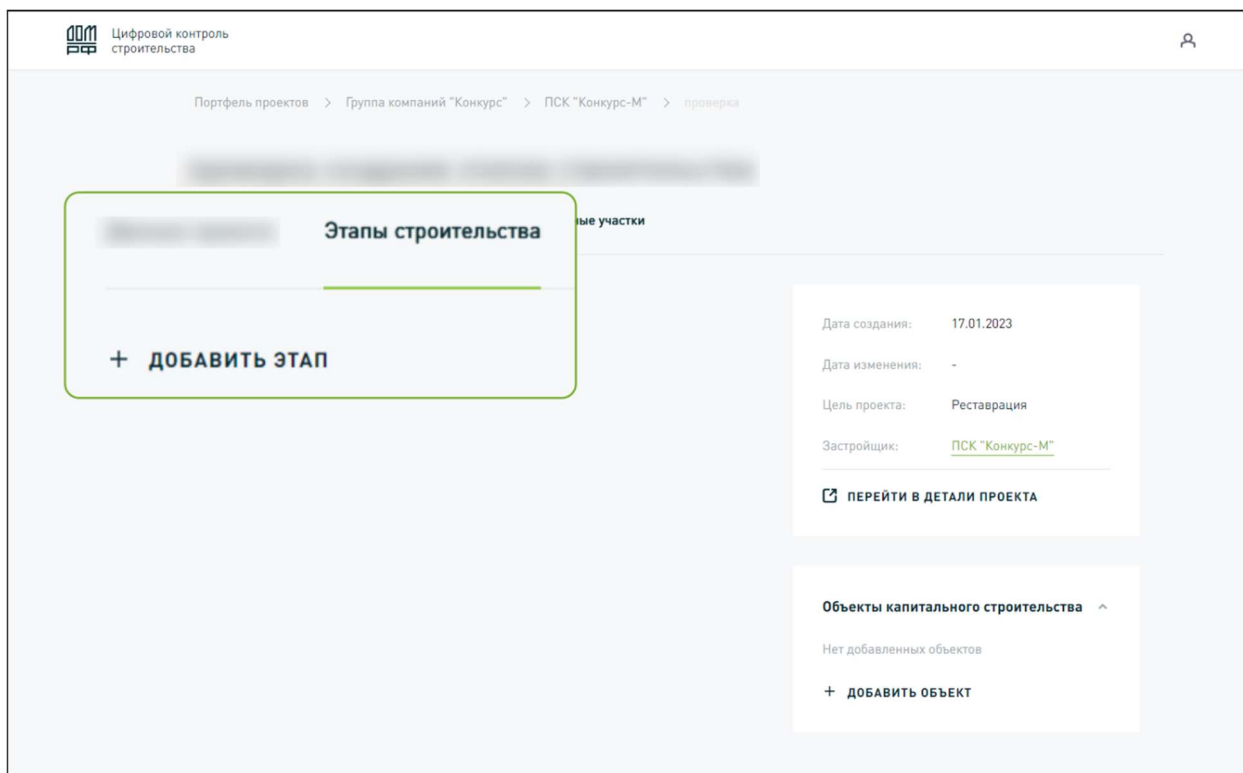 ДОМ
РФ
Цифровой контроль
строительства
Портфель проектов > Группа компаний "Конкурс" > ПСК "Конкурс-М" > проверка
Этапы строительства
ные участки
+ ДОБАВИТЬ ЭТАП
Дата создания: 17.01.2023
Дата изменения: -
Цель проекта: Реставрация
Застройщик: ПСК "Конкурс-М"
ПЕРЕЙТИ В ДЕТАЛИ ПРОЕКТА
Объекты капитального строительства
Нет добавленных объектов
+ ДОБАВИТЬ ОБЪЕКТ